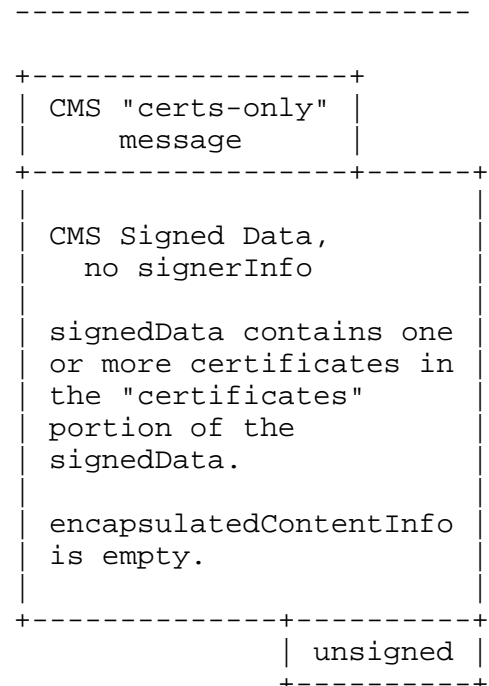 --------------------------
+------------------+
| CMS "certs-only" |
|     message      |
+------------------+------+
|                         |
| CMS Signed Data,        |
|   no signerInfo         |
|                         |
| signedData contains one |
| or more certificates in |
| the "certificates"      |
| portion of the          |
| signedData.             |
|                         |
| encapsulatedContentInfo |
| is empty.               |
|                         |
+--------------+----------+
               | unsigned |
               +----------+